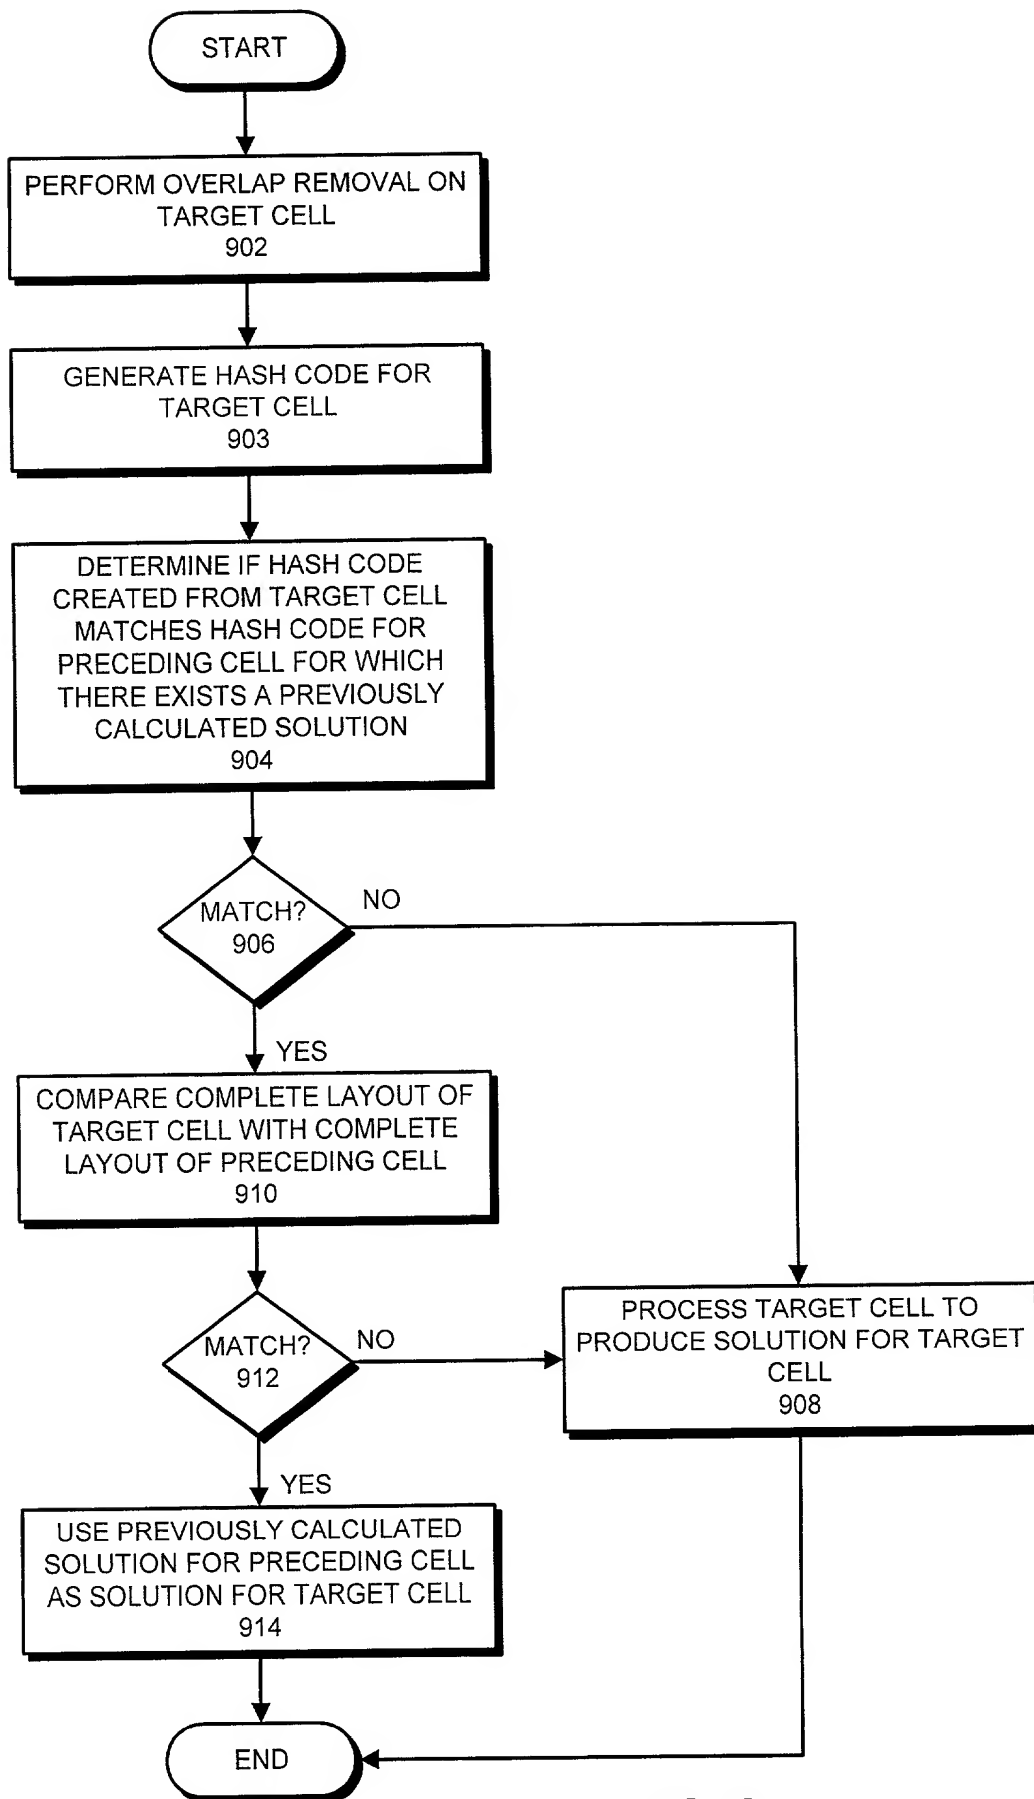 START
PERFORM OVERLAP REMOVAL ON
TARGET CELL
902
GENERATE HASH CODE FOR
TARGET CELL
903
DETERMINE IF HASH CODE
CREATED FROM TARGET CELL
MATCHES HASH CODE FOR
PRECEDING CELL FOR WHICH
THERE EXISTS A PREVIOUSLY
CALCULATED SOLUTION
904
MATCH?
906
NO
YES
COMPARE COMPLETE LAYOUT OF
TARGET CELL WITH COMPLETE
LAYOUT OF PRECEDING CELL
910
MATCH?
912
NO
PROCESS TARGET CELL TO
PRODUCE SOLUTION FOR TARGET
CELL
908
YES
USE PREVIOUSLY CALCULATED
SOLUTION FOR PRECEDING CELL
AS SOLUTION FOR TARGET CELL
914
END